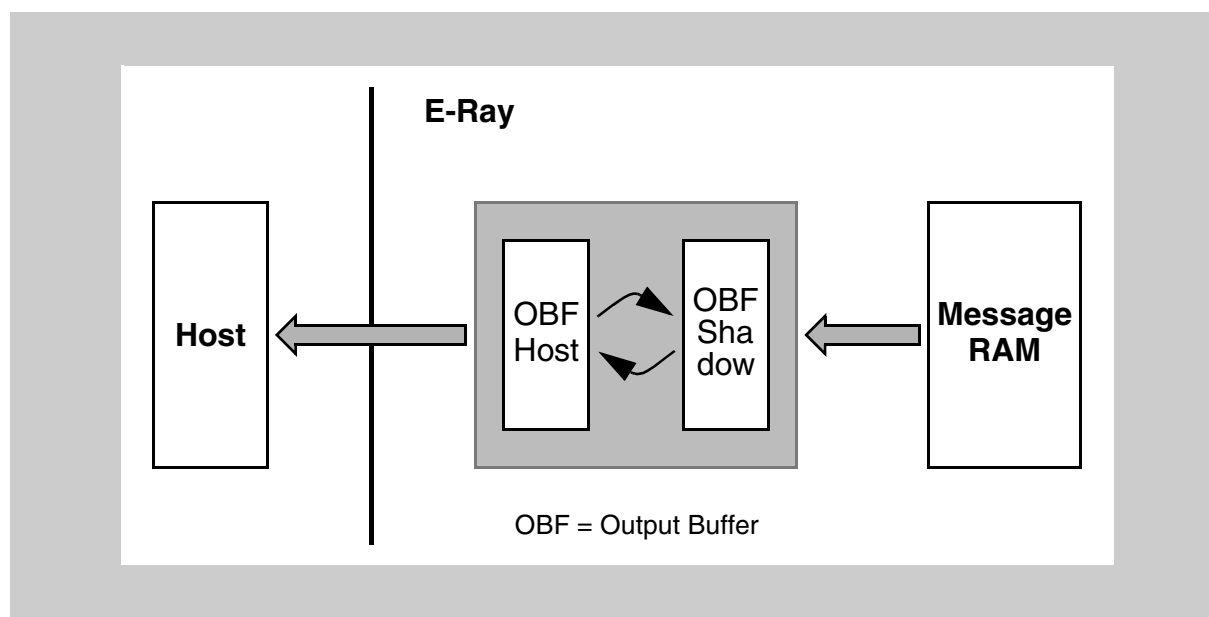 E-Ray
Host
OBF
Host
OBF
Sha
dow
Message
RAM
OBF = Output Buffer